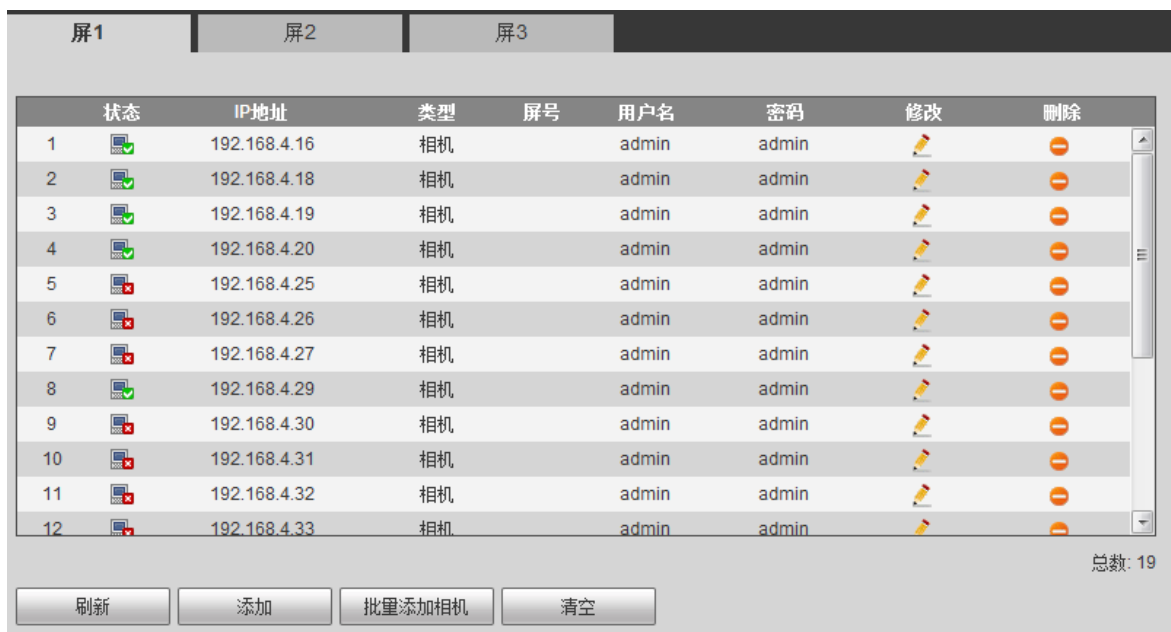 屏1 屏2 屏3
状态 IP地址 类型 屏号 用户名 密码 修改 删除
1 192.168.4.16 相机 admin admin
2 192.168.4.18 相机 admin admin
3 192.168.4.19 相机 admin admin
4 192.168.4.20 相机 admin admin
5 192.168.4.25 相机 admin admin
6 192.168.4.26 相机 admin admin
7 192.168.4.27 相机 admin admin
8 192.168.4.29 相机 admin admin
9 192.168.4.30 相机 admin admin
10 192.168.4.31 相机 admin admin
11 192.168.4.32 相机 admin admin
12 192.168.4.33 相机 admin admin
总数: 19
刷新 添加 批量添加相机 清空